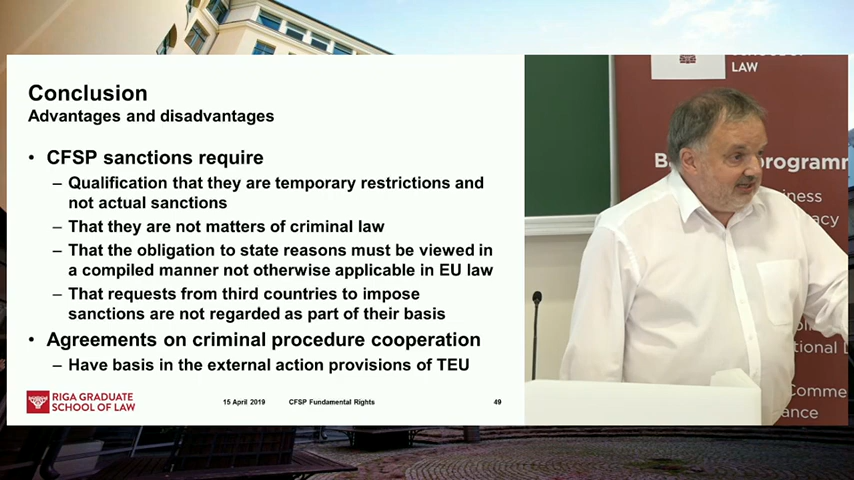 Conclusion
Advantages and disadvantages
• CFSP sanctions require
– Qualification that they are temporary restrictions and
not actual sanctions
– That they are not matters of criminal law
– That the obligation to state reasons must be viewed in
a compiled manner not otherwise applicable in EU law
– That requests from third countries to impose
sanctions are not regarded as part of their basis
• Agreements on criminal procedure cooperation
– Have basis in the external action provisions of TEU
RIGA GRADUATE
SCHOOL OF LAW
15 April 2019 CFSP Fundamental Rights 49
LAW